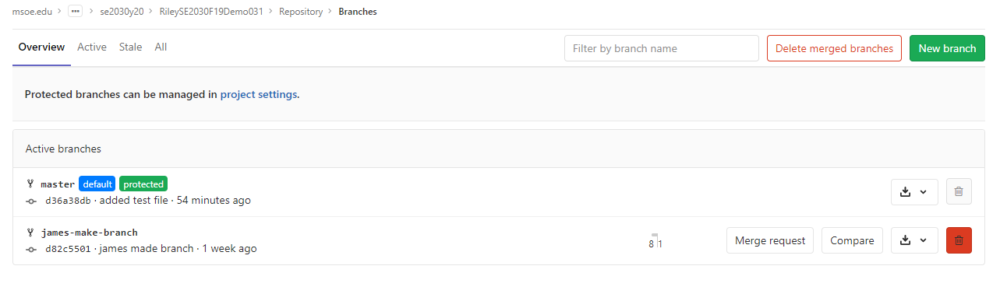 msoe.edu > ••• > se2030y20 > RileySE2030F19Demo031 > Repository > Branches
Overview Active Stale All Filter by branch name Delete merged branches New branch
Protected branches can be managed in project settings.
Active branches
master default protected
d36a38db · added test file · 54 minutes ago
james-make-branch
d82c5501 · james made branch · 1 week ago
8 1 Merge request Compare